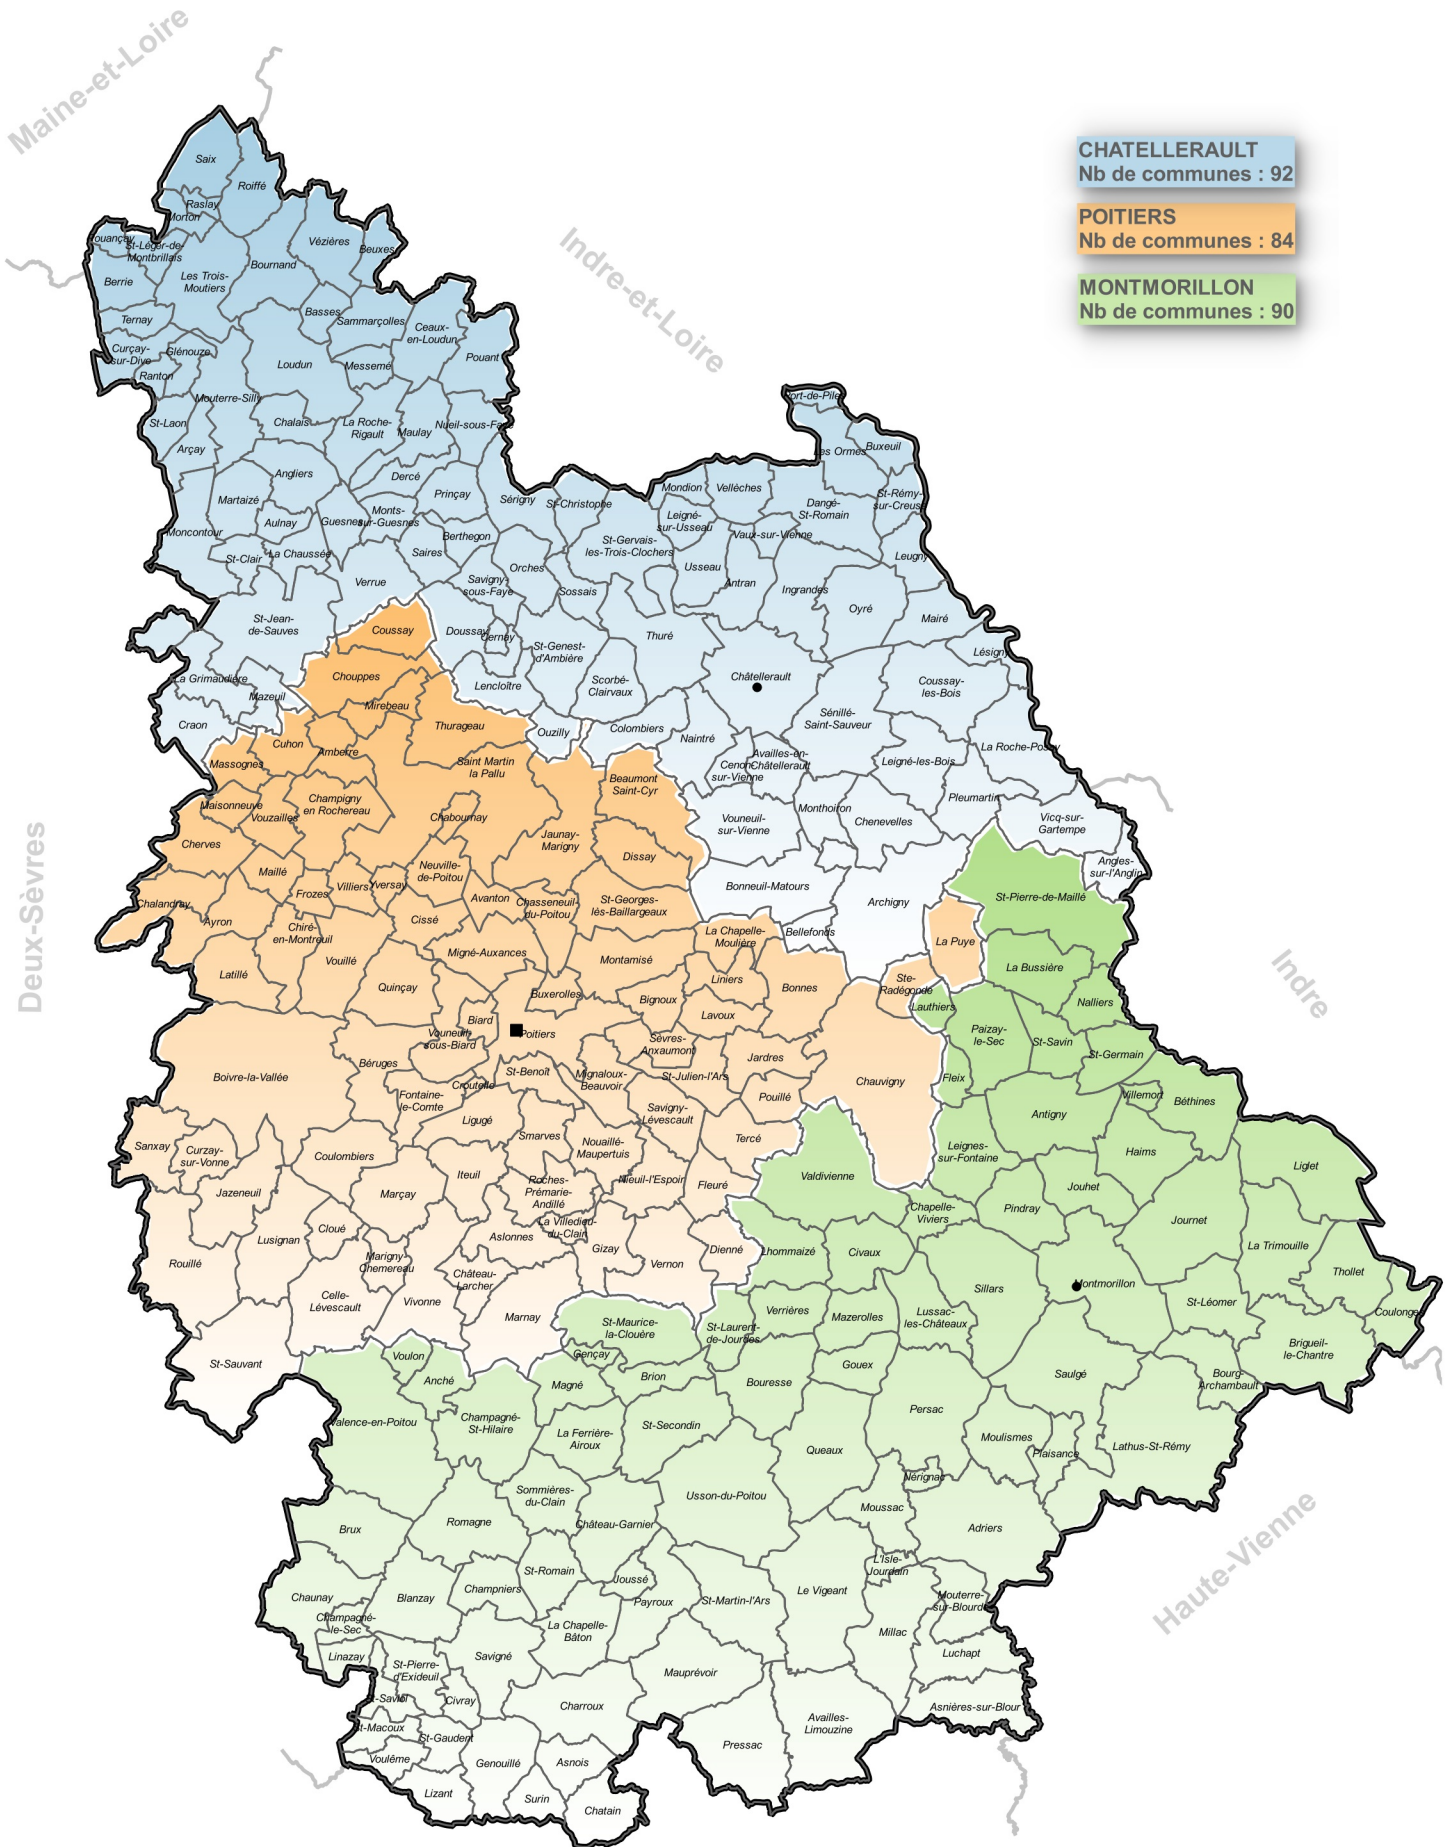 Maine-et-Loire
CHATELLERAULT
Nb de communes : 92
POITIERS
Nb de communes : 84
MONTMORILLON
Nb de communes : 90
Indre-et-Loire
Deux-Sèvres
Indre
Haute-Vienne
Saix
Roiffé
Raslay
Morton
Vézières
Beuxes
St-Léger-de-
Montbrillais
Bournand
Les Trois-
Moutiers
Berrie
Ternay
Basses
Sammarçolles
Ceaux-
en-Loudun
Pouant
Curçay-
sur-Dive
Glénouze
Ranton
Loudun
Messemé
Mouterre-Silly
St-Laon
Chalais
La Roche-
Rigault
Maulay
Nueil-sous-Faye
Arçay
Angliers
Dercé
Prinçay
Martaizé
Aulnay
Guesnes
Monts-
sur-Guesnes
Sérigny
St-Christophe
Moncontour
St-Clair
La Chaussée
Saires
Berthegon
Verrue
Orches
Savigny-
sous-Faye
Sossais
St-Gervais-
les-Trois-Clochers
Mondion
Vellèches
Leigné-
sur-Usseau
Port-de-Piles
Les Ormes
Buxeuil
Dangé-
St-Romain
St-Rémy-
sur-Creuse
Vaux-sur-Vienne
Usseau
Antran
Ingrandes
Leugny
Oyré
Mairé
Lésigny
St-Jean-
de-Sauves
Doussay
Cernay
St-Genest-
d'Ambière
Thuré
Lencloître
Scorbé-
Clairvaux
Châtellerault
Coussay-
les-Bois
La Grimaudière
Mazeuil
Craon
Ouzilly
Colombiers
Naintré
Sénillé-
Saint-Sauveur
Availles-en-
Châtellerault
Cenon-
sur-Vienne
Leigné-les-Bois
La Roche-Posay
Pleumartin
Vicq-sur-
Gartempe
Angles-
sur-l'Anglin
Vouneuil-
sur-Vienne
Monthoiron
Chenevelles
Bonneuil-Matours
Archigny
Bellefonds
Coussay
Chouppes
Mirebeau
Thurageau
Cuhon
Amberre
Massognes
Saint Martin
la Pallu
Beaumont
Saint-Cyr
Maisonneuve
Vouzailles
Champigny
en Rochereau
Chabournay
Jaunay-
Marigny
Cherves
Dissay
Maillé
Frozes
Villiers
Yversay
Neuville-
de-Poitou
Avanton
Chasseneuil-
du-Poitou
St-Georges-
lès-Baillargeaux
Chalandray
Ayron
Chiré-
en-Montreuil
Cissé
Latillé
Vouillé
Quinçay
Migné-Auxances
Montamisé
La Chapelle-
Moulière
Liniers
Bonnes
La Puye
Ste-
Radégonde
Buxerolles
Bignoux
Lavoux
Biard
Poitiers
Vouneuil-
sous-Biard
Sèvres-
Anxaumont
Jardres
Chauvigny
Boivre-la-Vallée
Béruges
Croutelle
St-Benoît
Mignaloux-
Beauvoir
St-Julien-l'Ars
Pouillé
Fontaine-
le-Comte
Ligugé
Savigny-
Lévescault
Tercé
Sanxay
Curzay-
sur-Vonne
Coulombiers
Smarves
Nouaillé-
Maupertuis
Jazeneuil
Marçay
Iteuil
Roches-
Prémarie-
Andillé
Nieuil-l'Espoir
Fleuré
Cloué
La Villedieu-
du-Clain
Aslonnes
Gizay
Vernon
Dienné
Rouillé
Lusignan
Marigny-
Chemereau
Château-
Larcher
Celle-
Lévescault
Vivonne
Marnay
St-Sauvant
St-Pierre-de-Maillé
La Bussière
Nalliers
Lauthiers
Paizay-
le-Sec
St-Savin
St-Germain
Fleix
Antigny
Villemort
Béthines
Leignes-
sur-Fontaine
Haims
Liglet
Valdivienne
Jouhet
Pindray
Chapelle-
Viviers
Journet
La Trimouille
Lhommaizé
Civaux
Sillars
Montmorillon
Thollet
St-Léomer
Coulonges
Verrières
Mazerolles
Lussac-
les-Châteaux
Brigueil-
le-Chantre
St-Maurice-
la-Clouère
St-Laurent-
de-Jourdes
Gençay
Brion
Gouex
Bouresse
Saulgé
Bourg-
Archambault
Voulon
Anché
Magné
Persac
Valence-en-Poitou
Champagné-
St-Hilaire
La Ferrière-
Airoux
St-Secondin
Queaux
Moulismes
Plaisance
Lathus-St-Rémy
Nérignac
Sommières-
du-Clain
Usson-du-Poitou
Moussac
Brux
Romagne
Château-Garnier
Adriers
L'Isle-
Jourdain
St-Romain
Joussé
Chaunay
Blanzay
Champniers
Payroux
St-Martin-l'Ars
Le Vigeant
Mouterre-
sur-Blourde
Champagné-
le-Sec
La Chapelle-
Bâton
Millac
Linazay
Savigné
Luchapt
St-Pierre-
d'Exideuil
Mauprévoir
St-Saviol
Civray
Charroux
Asnières-sur-Blour
St-Macoux
St-Gaudent
Availles-
Limouzine
Pressac
Voulême
Genouillé
Asnois
Lizant
Surin
Chatain